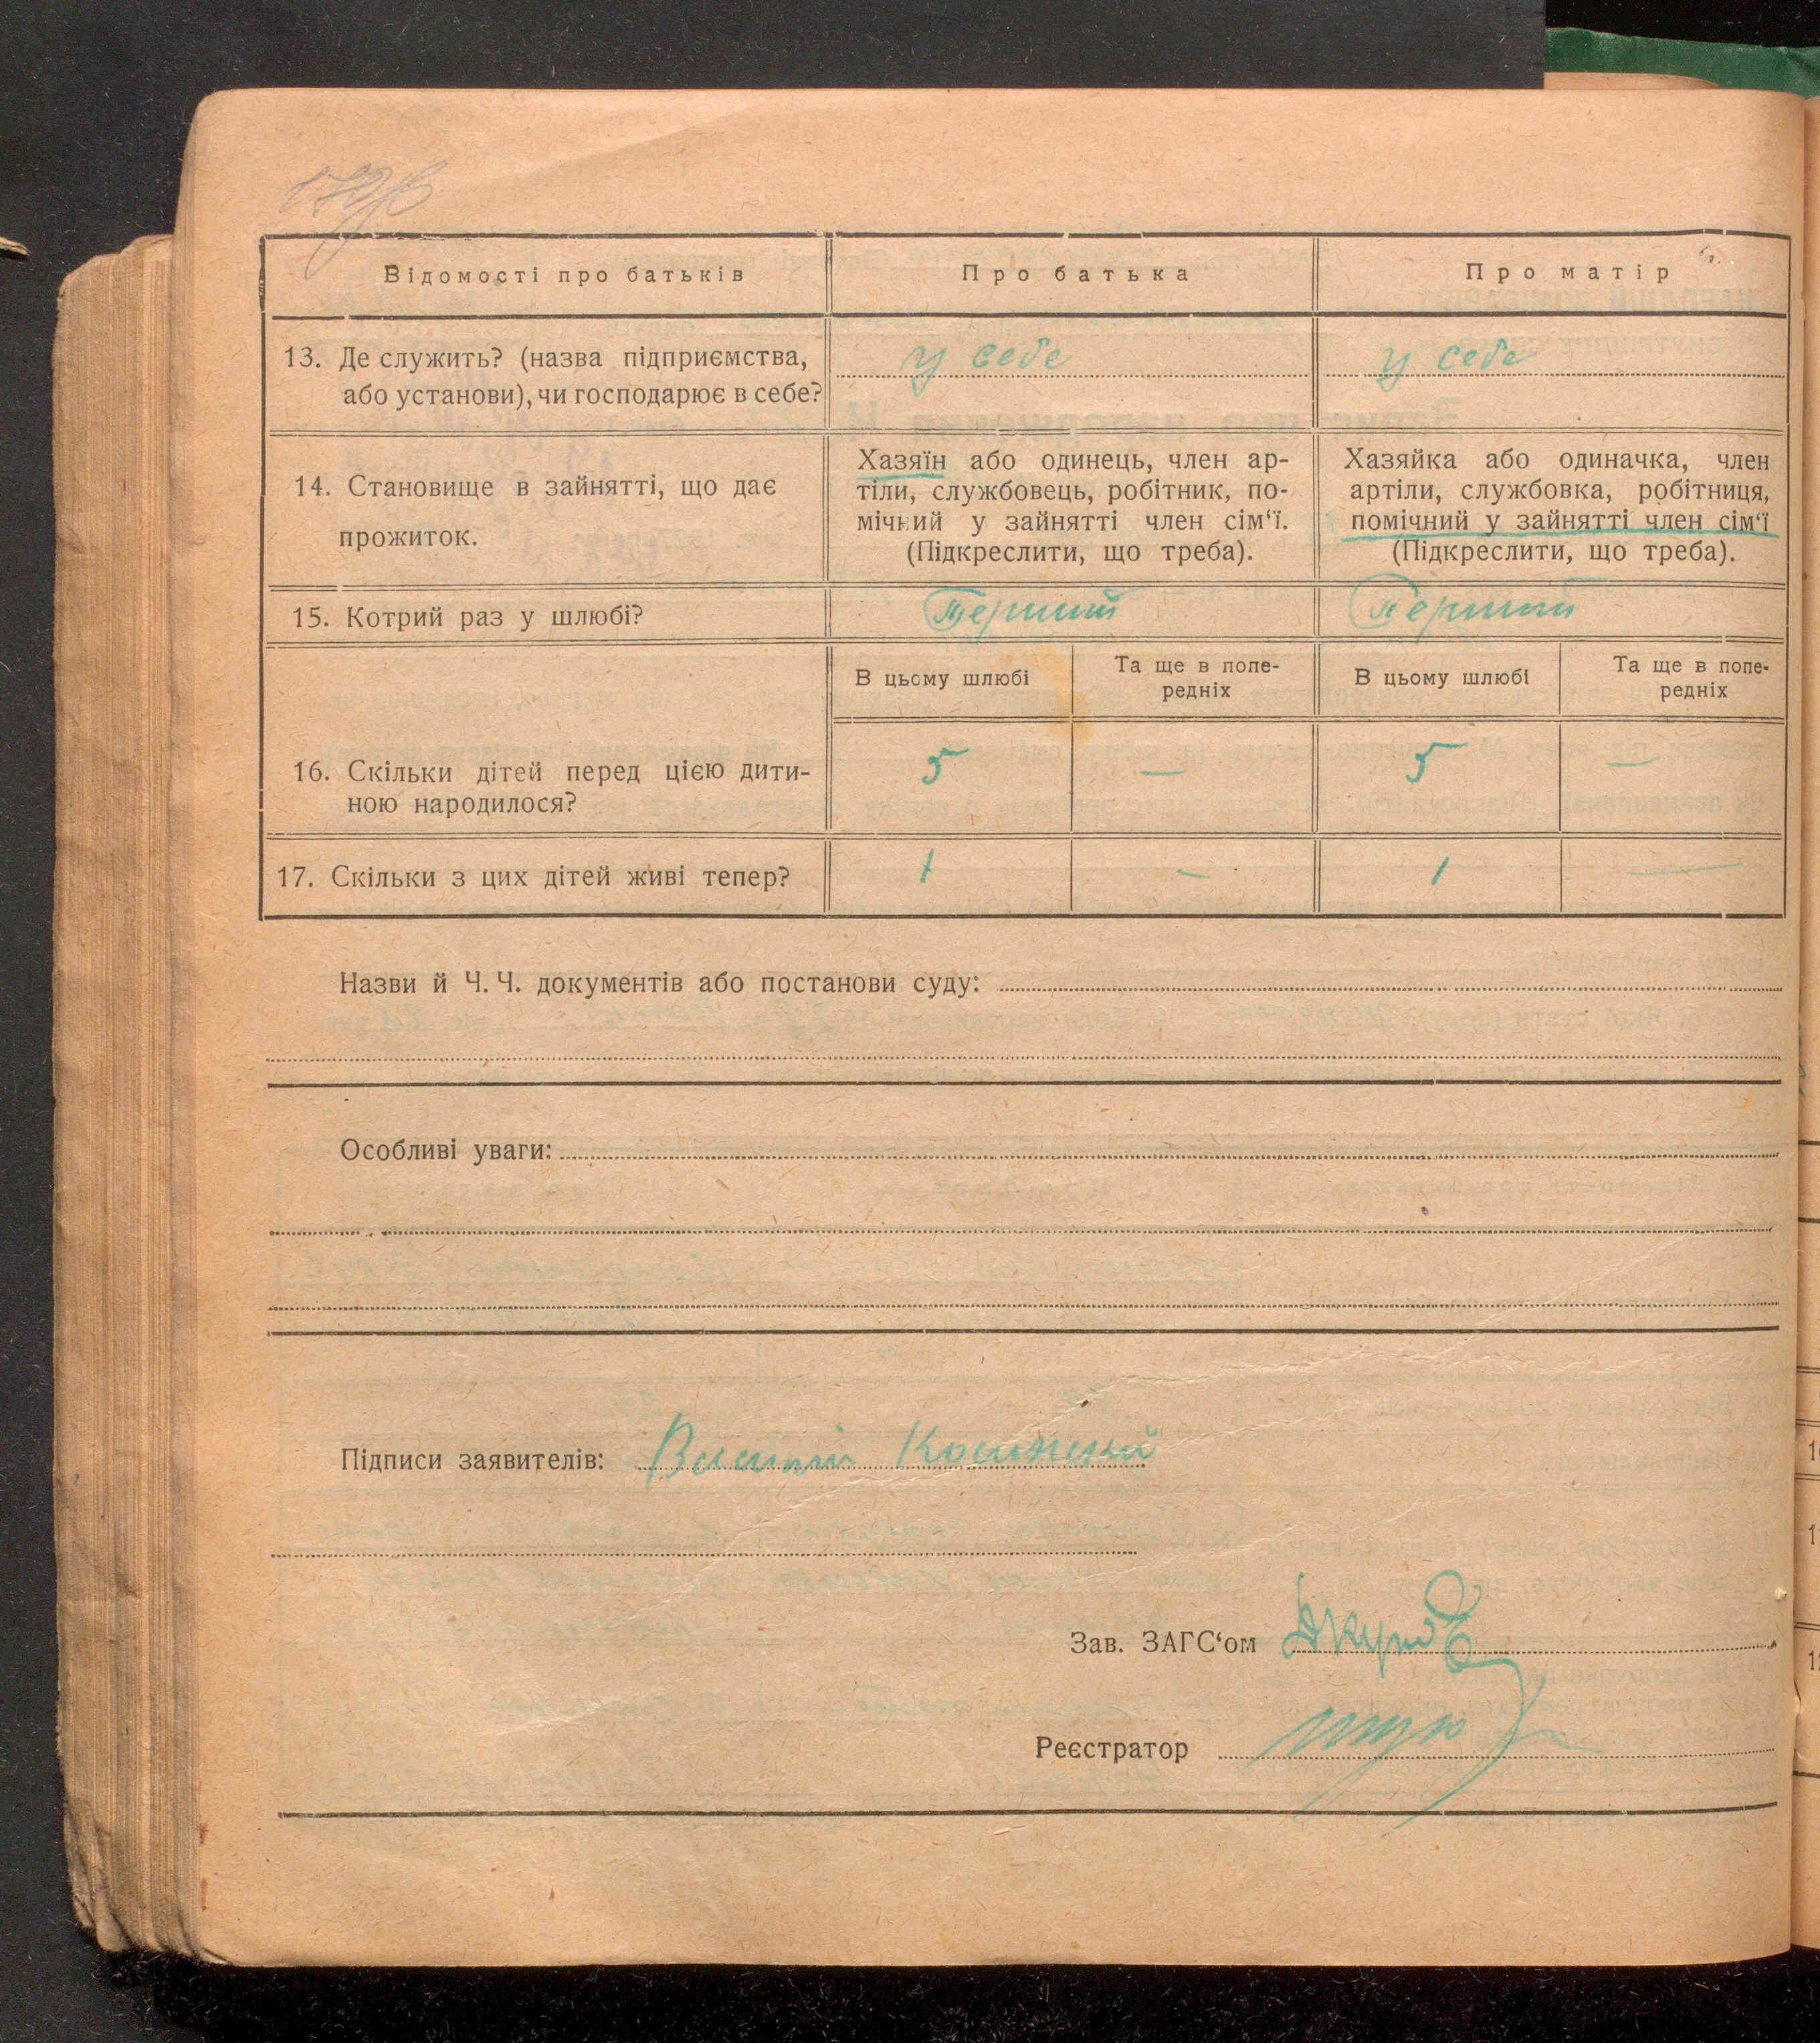 Відомості про батьків
Про батька
Про матір
13. Де служить? (назва підприємства,
або установи), чи господарює в себе?
у себе
у себе
14. Становище в зайнятті, що дає
прожиток.
Хазяїн або одинець, член ар-
тіли, службовець, робітник, по-
мічний у зайнятті член сім‘ї.
(Підкреслити, що треба).
Хазяйка або одиначка, член
артіли, службовка, робітниця,
помічний у зайнятті член сім‘ї
(Підкреслити, що треба).
15. Котрий раз у шлюбі?
Перший
Перший
В цьому шлюбі
Та ще в попе-
редніх
В цьому шлюбі
Та ще в попе-
редніх
16. Скільки дітей перед цією дити-
ною народилося?
5
—
5
—
17. Скільки з цих дітей живі тепер?
1
—
1
—
Назви й Ч. Ч. документів або постанови суду:
Особливі уваги:
Підписи заявителів:
Зав. ЗАГС‘ом
Реєстратор